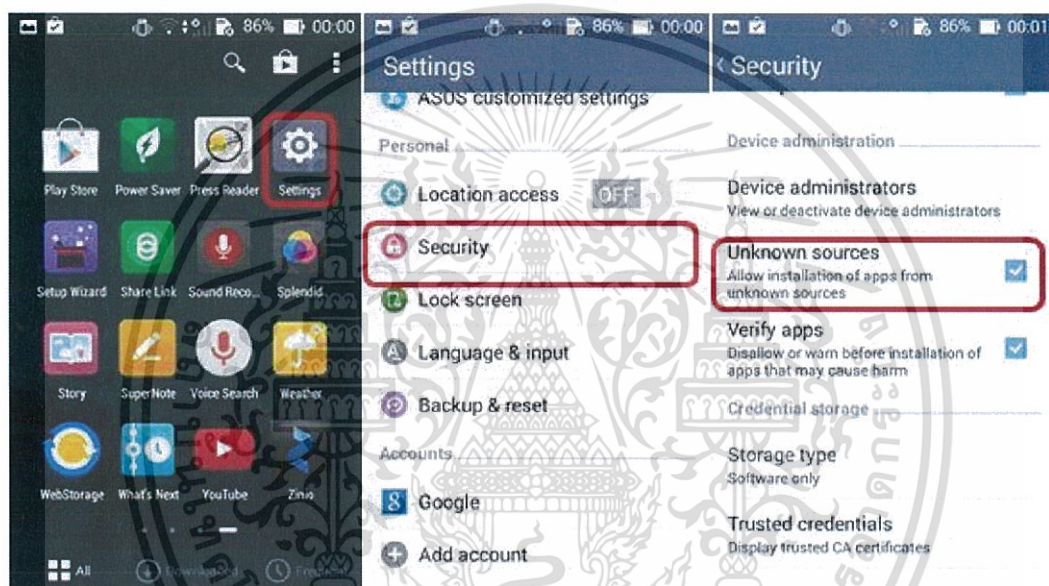 86% 00:00
Play Store Power Saver Press Reader Settings
Setup Wizard Share Link Sound Reco... Splendid
Story SuperNote Voice Search Weather
WebStorage What's Next YouTube Zinio
All Downloaded Frequent
86% 00:00
Settings
ASUS customized settings
Personal
Location access OFF
Security
Lock screen
Language & input
Backup & reset
Accounts
Google
Add account
86% 00:01
Security
Device administration
Device administrators
View or deactivate device administrators
Unknown sources
Allow installation of apps from
unknown sources
Verify apps
Disallow or warn before installation of
apps that may cause harm
Credential storage
Storage type
Software only
Trusted credentials
Display trusted CA certificates